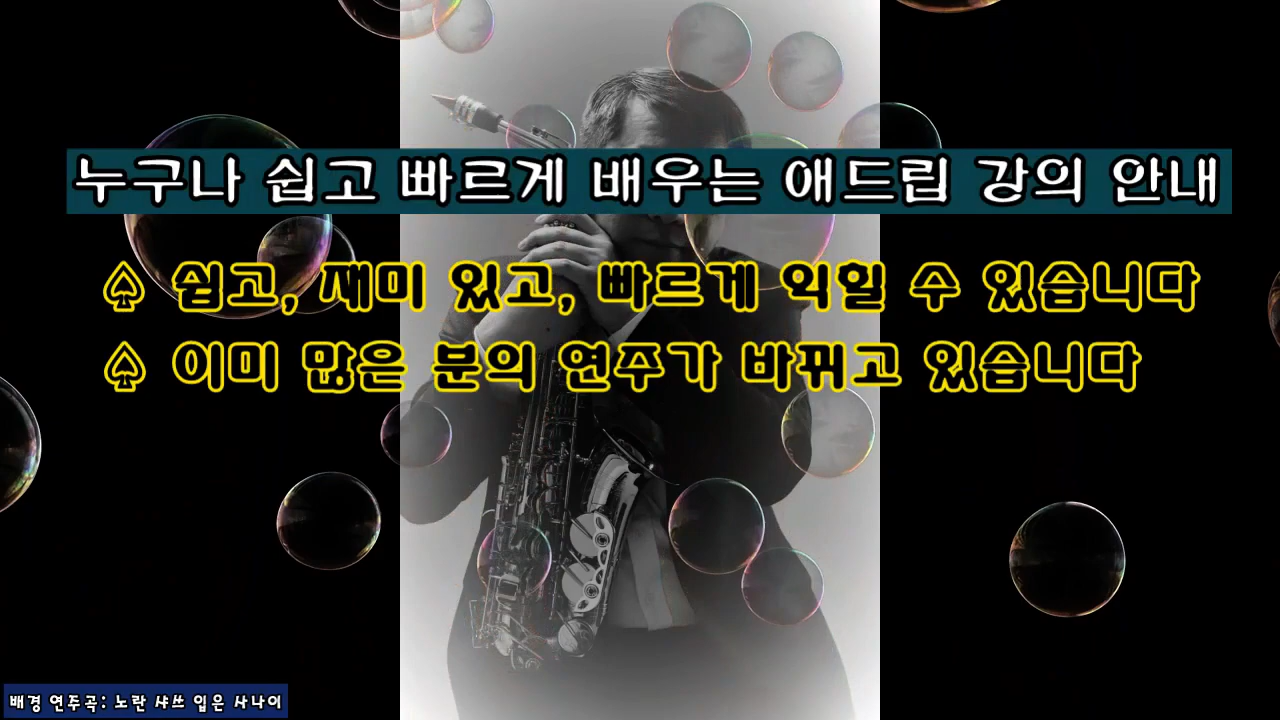 누구나 쉽고 빠르게 배우는 애드립 강의 안내
♤ 쉽고, 재미 있고, 빠르게 익힐 수 있습니다
♤ 이미 많은 분의 연주가 바뀌고 있습니다
배경 연주곡: 노란 샤쓰 입은 사나이